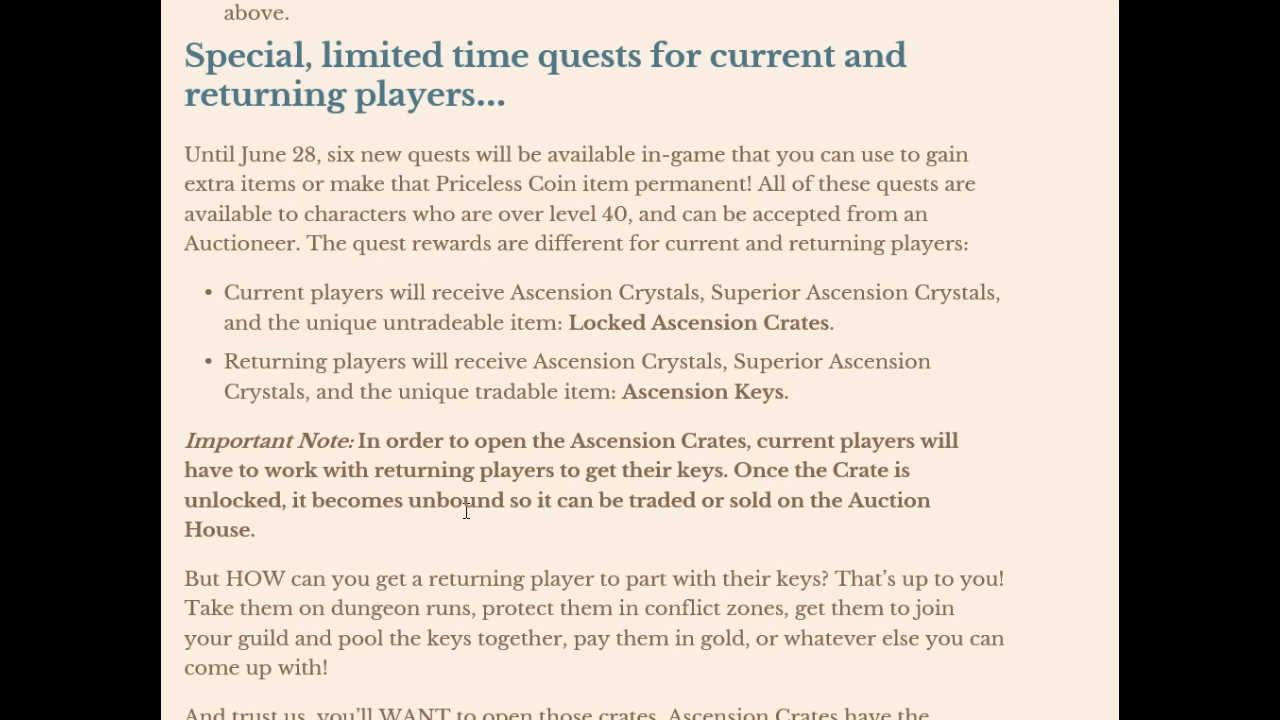 above.
Special, limited time quests for current and
returning players...
Until June 28, six new quests will be available in-game that you can use to gain
extra items or make that Priceless Coin item permanent! All of these quests are
available to characters who are over level 40, and can be accepted from an
Auctioneer. The quest rewards are different for current and returning players:
• Current players will receive Ascension Crystals, Superior Ascension Crystals,
and the unique untradeable item: Locked Ascension Crates.
• Returning players will receive Ascension Crystals, Superior Ascension
Crystals, and the unique tradable item: Ascension Keys.
Important Note: In order to open the Ascension Crates, current players will
have to work with returning players to get their keys. Once the Crate is
unlocked, it becomes unbound so it can be traded or sold on the Auction
House.
But HOW can you get a returning player to part with their keys? That’s up to you!
Take them on dungeon runs, protect them in conflict zones, get them to join
your guild and pool the keys together, pay them in gold, or whatever else you can
come up with!
And trust us, you’ll WANT to open those crates. Ascension Crates have the